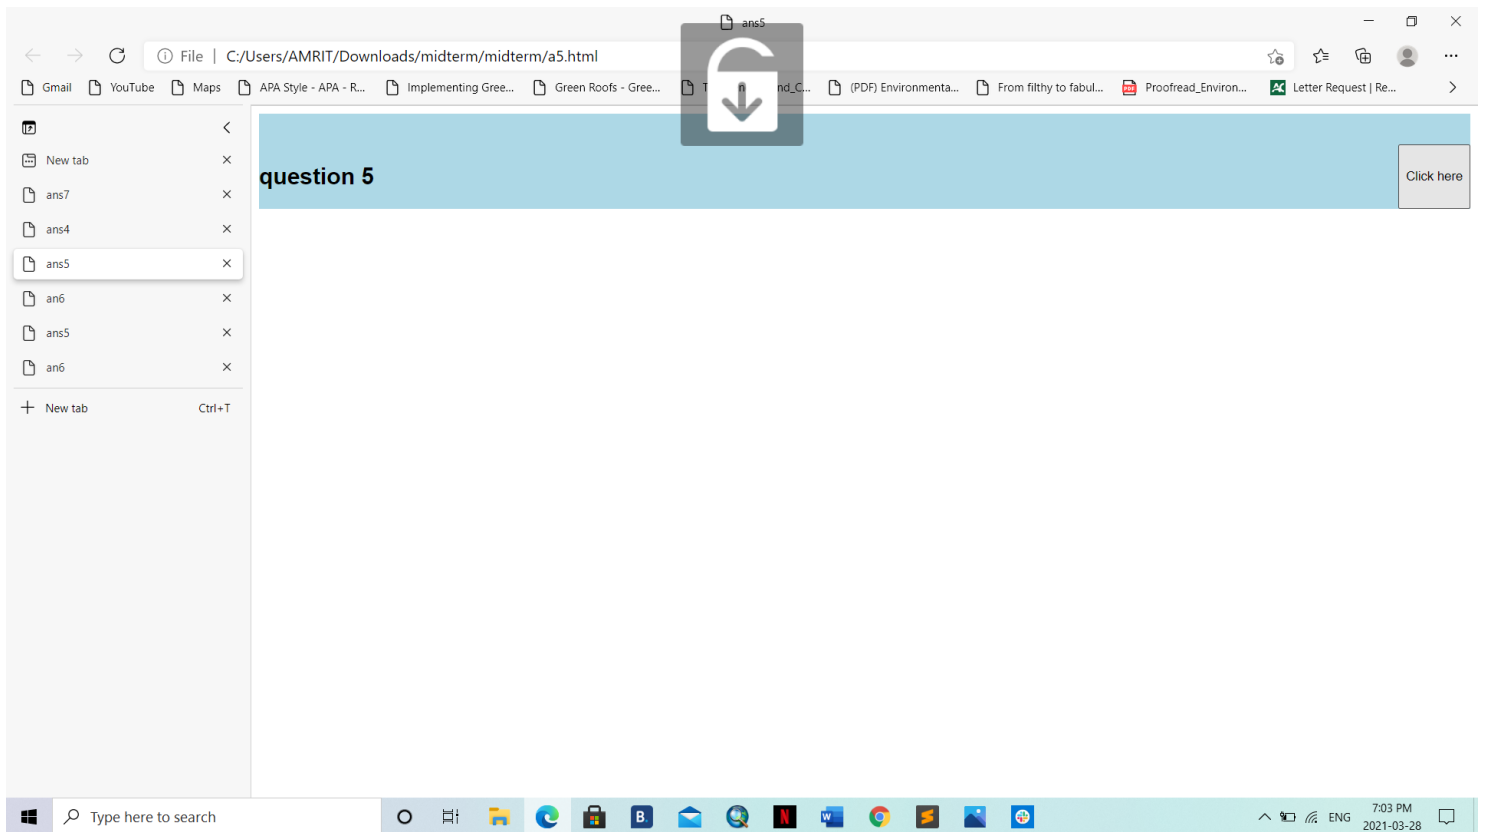 ans5
File | C:/Users/AMRIT/Downloads/midterm/midterm/a5.html
Gmail YouTube Maps APA Style - APA - R... Implementing Gree... Green Roofs - Gree... (PDF) Environmenta... From filthy to fabul... Proofread_Environ... Letter Request | Re...
New tab
ans7
ans4
ans5
an6
ans5
an6
New tab Ctrl+T
question 5
Click here
Type here to search
ENG
7:03 PM
2021-03-28